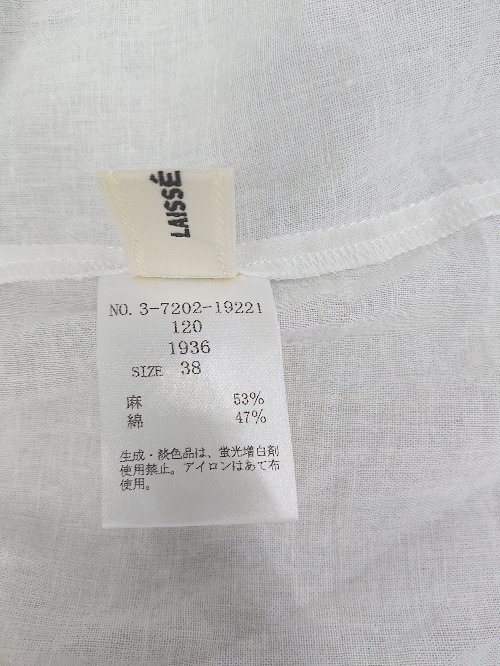 LAISSÉ
NO. 3-7202-19221
120
1936
SIZE 38
麻 53%
綿 47%
生成・淡色品は、蛍光増白剤
使用禁止。アイロンはあて布
使用。